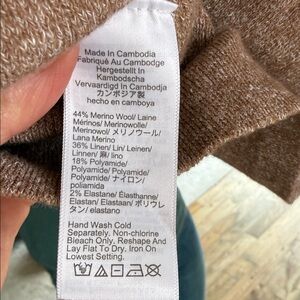 Made In Cambodia
Fabriqué Au Cambodge
Hergestellt In
Kambodscha
Vervaardigd In Cambodja
カンボジア製
hecho en camboya
44% Merino Wool/ Laine
Mérinos/ Merinowolle/
Merinowol/ メリノウール/
Lana Merino
36% Linen/ Lin/ Leinen/
Linnen/ 麻/ lino
18% Polyamide/
Polyamide/ Polyamid/
Polyamide/ ナイロン/
poliamida
2% Elastane/ Élasthanne/
Elastan/ Elastaan/ ポリウレ
タン/ elastano
Hand Wash Cold
Separately. Non-chlorine
Bleach Only. Reshape And
Lay Flat To Dry. Iron On
Lowest Setting.